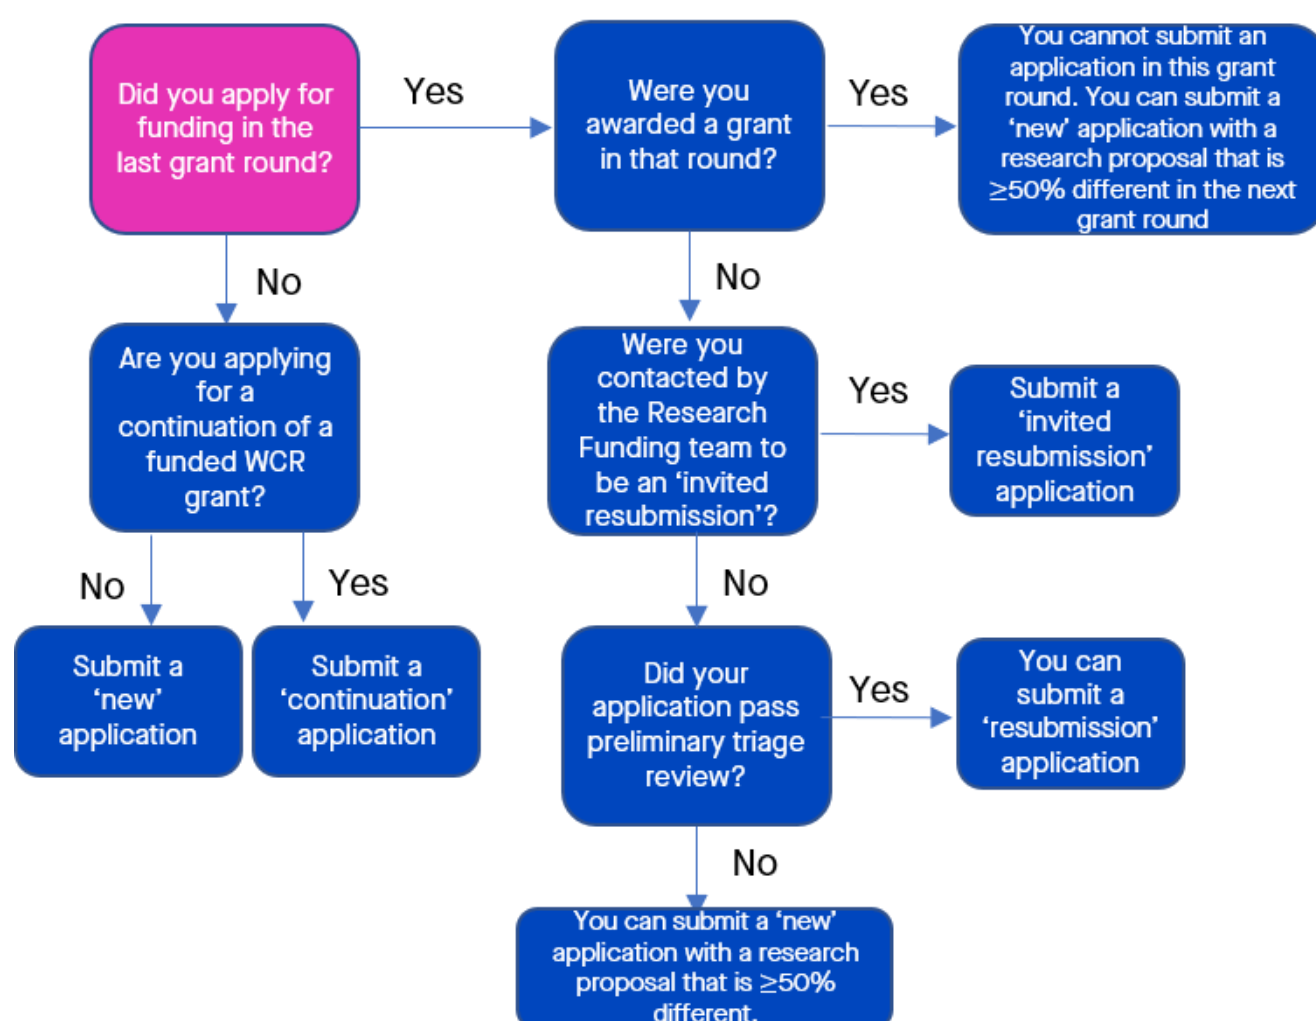 Did you apply for
funding in the
last grant round?
Yes
Were you
awarded a grant
in that round?
Yes
You cannot submit an
application in this grant
round. You can submit a
‘new’ application with a
research proposal that is
≥50% different in the next
grant round
No
No
Are you applying
for a
continuation of a
funded WCR
grant?
Were you
contacted by
the Research
Funding team to
be an ‘invited
resubmission’?
Yes
Submit a
‘invited
resubmission’
application
No
Yes
No
Submit a
‘new’
application
Submit a
‘continuation’
application
Did your
application pass
preliminary triage
review?
Yes
You can
submit a
‘resubmission’
application
No
You can submit a ‘new’
application with a research
proposal that is ≥50%
different.